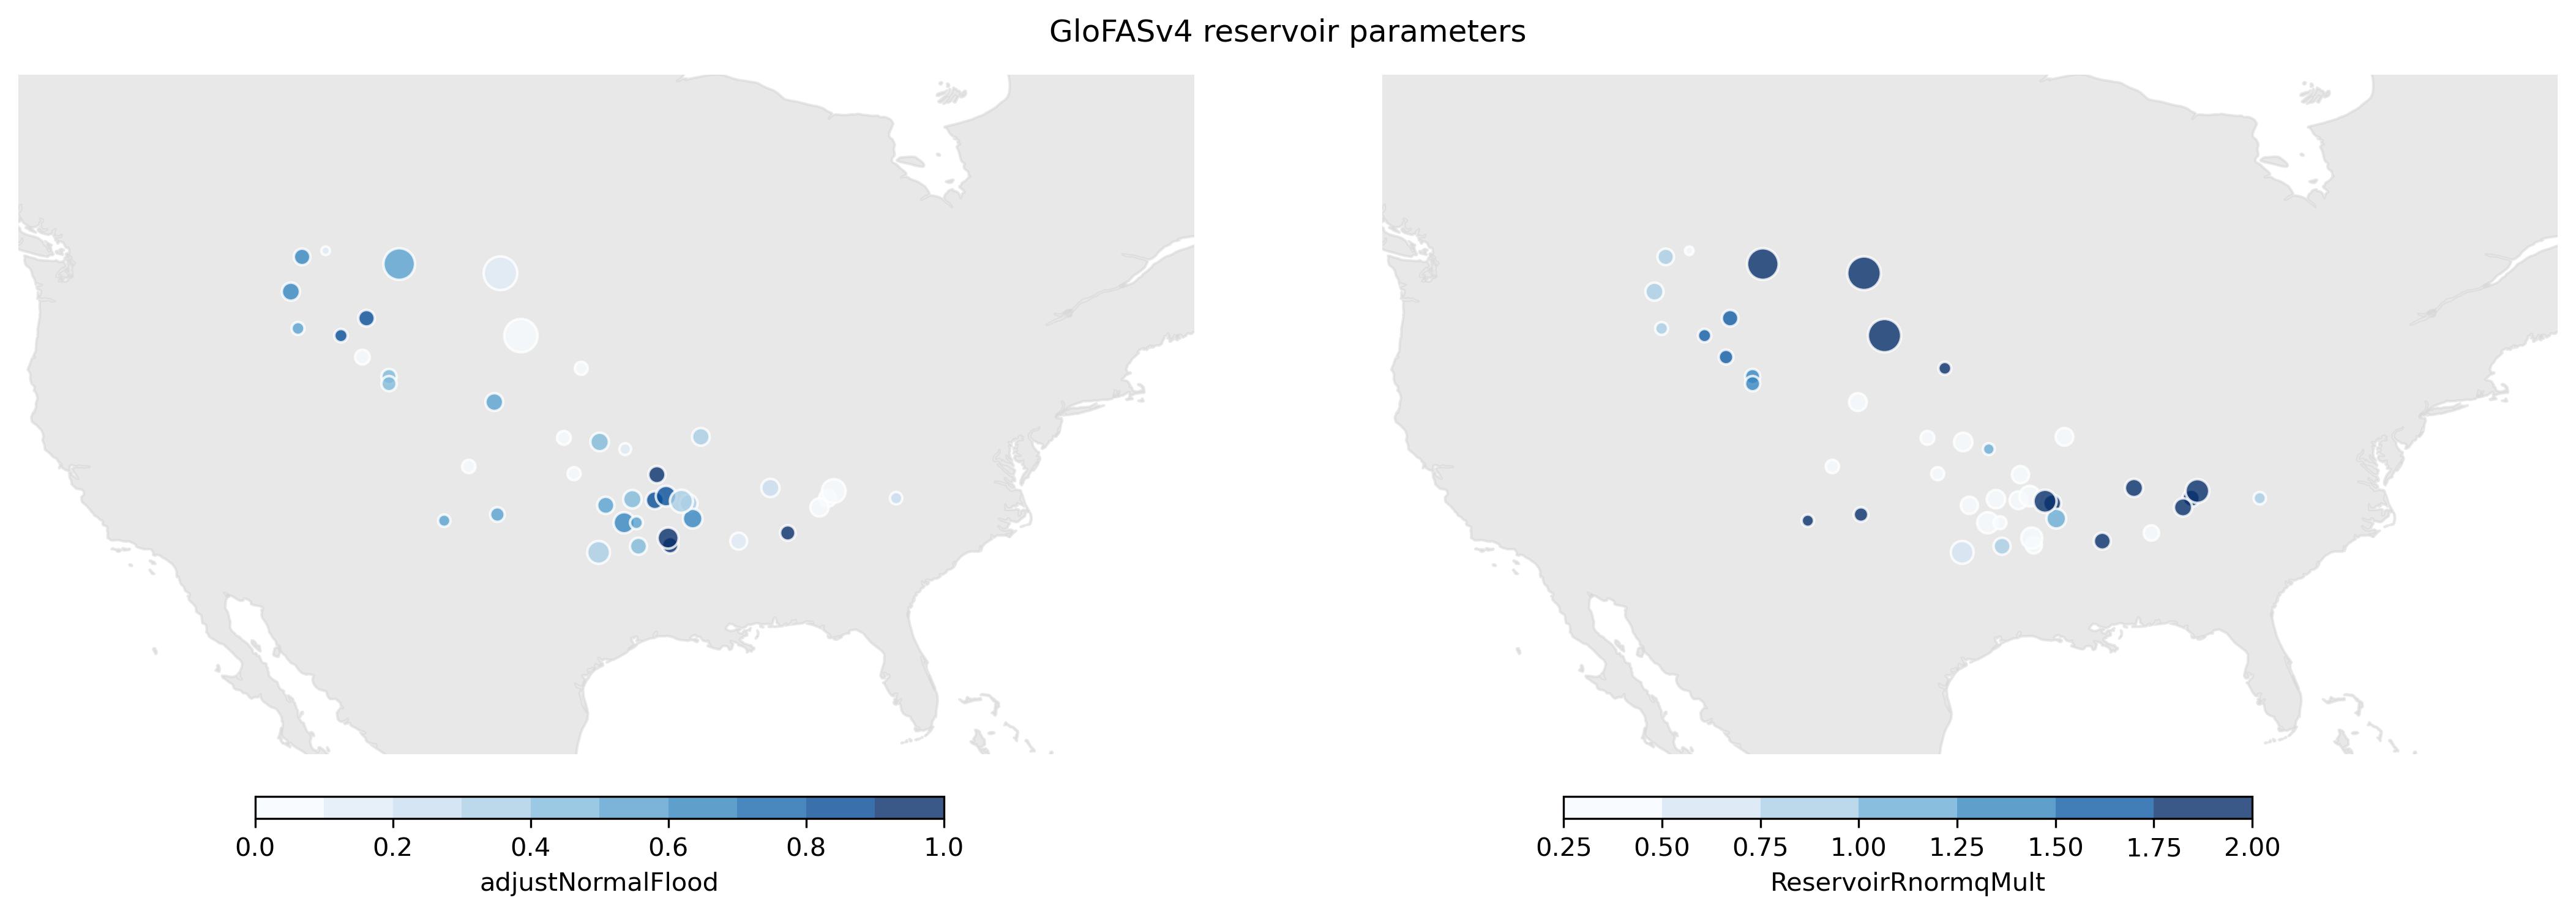 GloFASv4 reservoir parameters
0.0 0.2 0.4 0.6 0.8 1.0
adjustNormalFlood
0.25 0.50 0.75 1.00 1.25 1.50 1.75 2.00
ReservoirRnormqMult